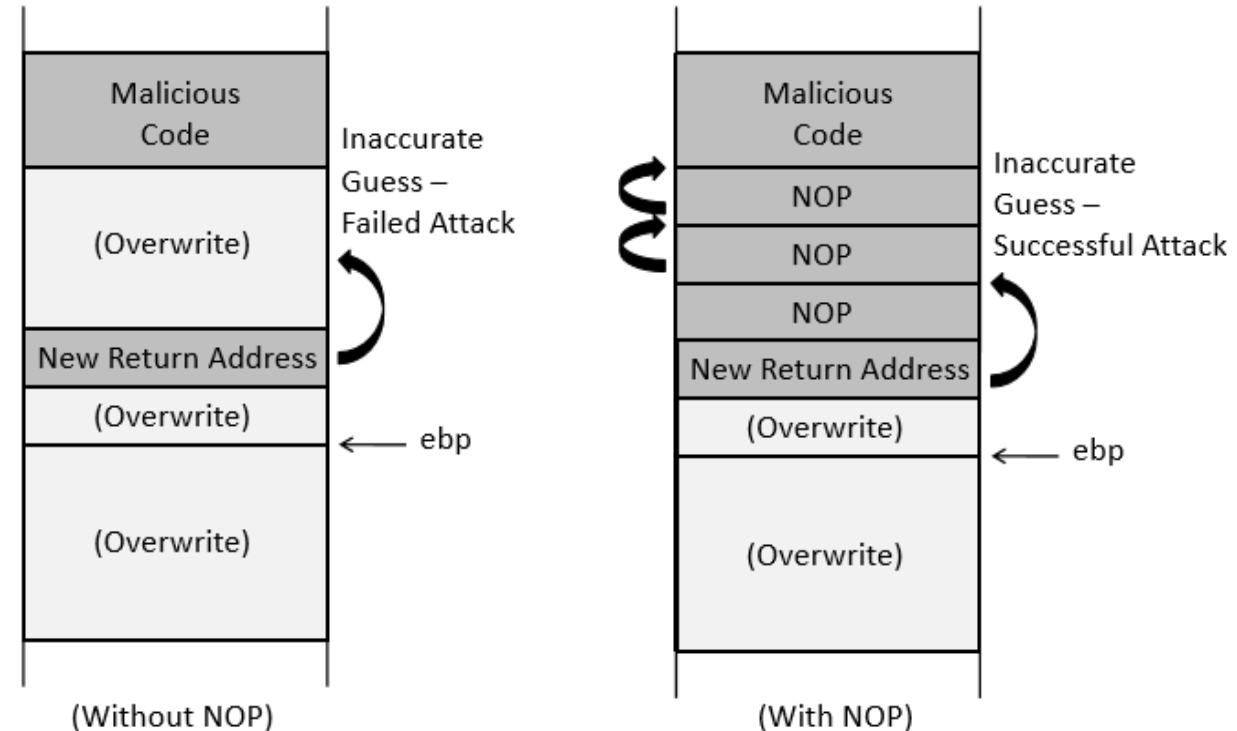 Malicious
Code
Inaccurate
Guess –
Failed Attack
(Overwrite)
New Return Address
(Overwrite)
ebp
(Overwrite)
(Without NOP)
Malicious
Code
Inaccurate
Guess –
Successful Attack
NOP
NOP
NOP
New Return Address
(Overwrite)
ebp
(Overwrite)
(With NOP)